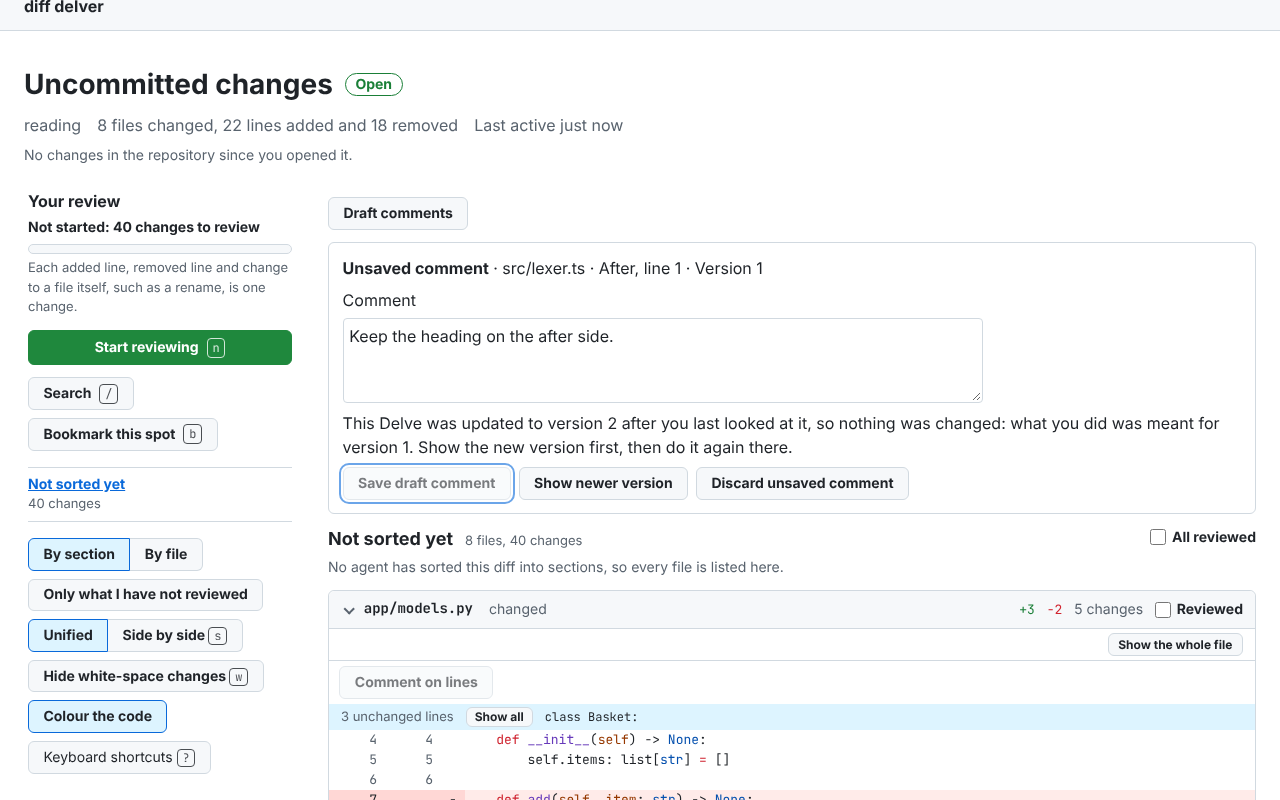 diff delver
Uncommitted changes Open
reading 8 files changed, 22 lines added and 18 removed Last active just now
No changes in the repository since you opened it.
Your review
Not started: 40 changes to review
Each added line, removed line and change
to a file itself, such as a rename, is one
change.
Start reviewing n
Search /
Bookmark this spot b
Not sorted yet
40 changes
By section By file
Only what I have not reviewed
Unified Side by side s
Hide white-space changes w
Colour the code
Keyboard shortcuts ?
Draft comments
Unsaved comment · src/lexer.ts · After, line 1 · Version 1
Comment
Keep the heading on the after side.
This Delve was updated to version 2 after you last looked at it, so nothing was changed: what you did was meant for
version 1. Show the new version first, then do it again there.
Save draft comment Show newer version Discard unsaved comment
Not sorted yet 8 files, 40 changes All reviewed
No agent has sorted this diff into sections, so every file is listed here.
app/models.py changed +3 -2 5 changes Reviewed
Show the whole file
Comment on lines
3 unchanged lines Show all class Basket:
4 4 def __init__(self) -> None:
5 5 self.items: list[str] = []
6 6
7 - def add(self, item: str) -> None: